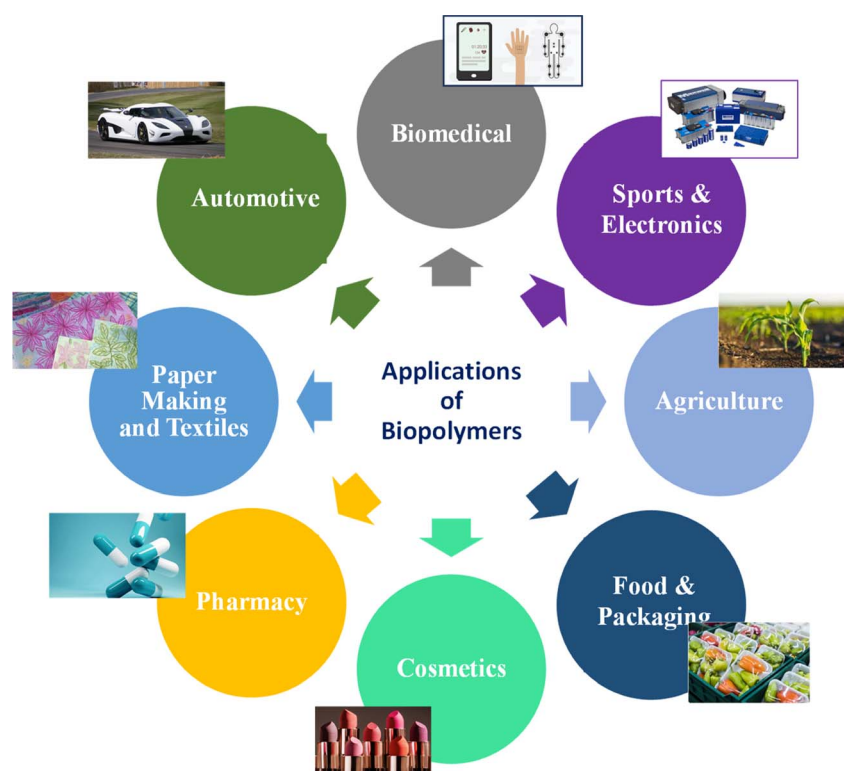 Biomedical
Sports &
Electronics
Agriculture
Food &
Packaging
Cosmetics
Pharmacy
Paper
Making
and Textiles
Automotive
Applications
of
Biopolymers